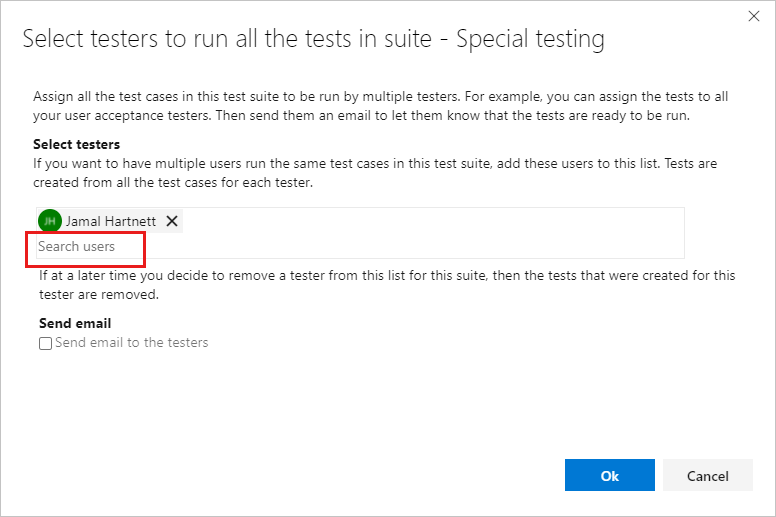 Select testers to run all the tests in suite - Special testing
Assign all the test cases in this test suite to be run by multiple testers. For example, you can assign the tests to all
your user acceptance testers. Then send them an email to let them know that the tests are ready to be run.
Select testers
If you want to have multiple users run the same test cases in this test suite, add these users to this list. Tests are
created from all the test cases for each tester.
JH Jamal Hartnett
Search users
If at a later time you decide to remove a tester from this list for this suite, then the tests that were created for this
tester are removed.
Send email
Send email to the testers
Ok Cancel